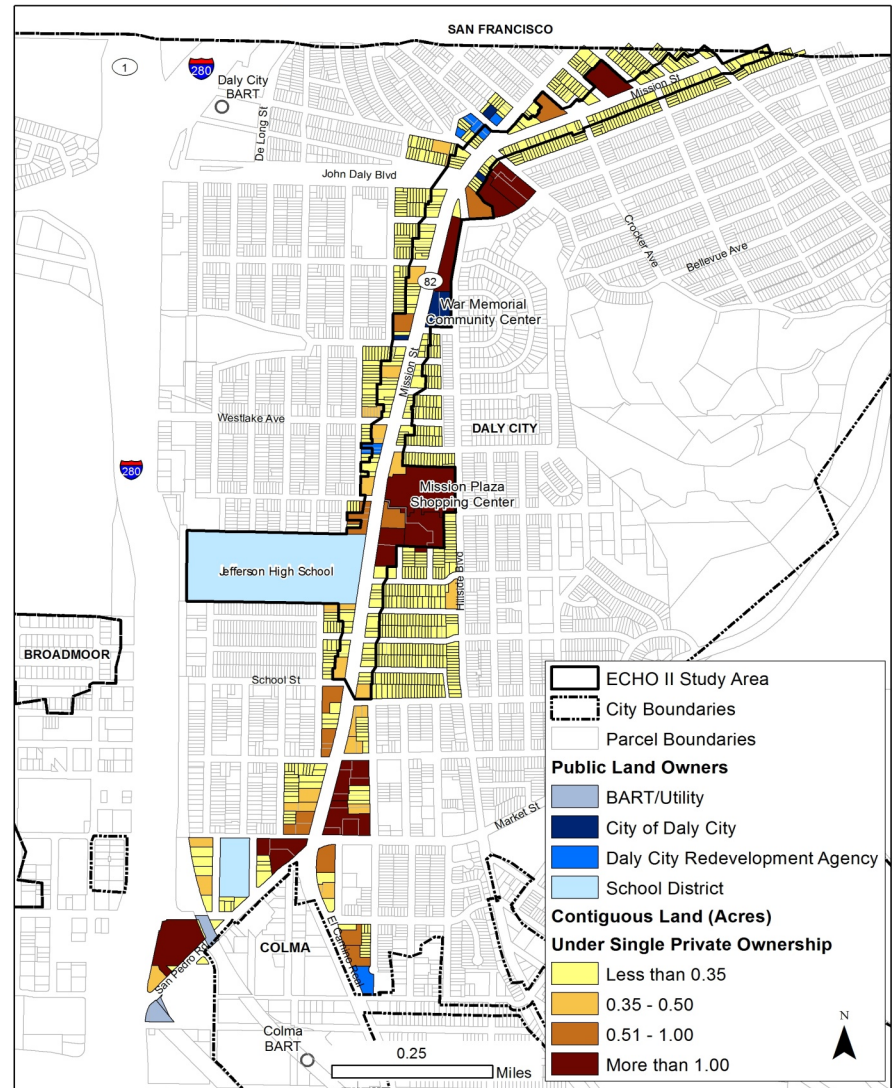 SAN FRANCISCO
1
280
Daly City
BART
De Long St
Mission St
John Daly Blvd
Crocker Ave
Bellevue Ave
82
War Memorial
Community Center
Mission St
Westlake Ave
DALY CITY
280
Mission Plaza
Shopping Center
Jefferson High School
Hillside Blvd
BROADMOOR
School St
Market St
COLMA
El Camino Real
San Pedro Rd
Colma
BART
0.25
Miles
ECHO II Study Area
City Boundaries
Parcel Boundaries
Public Land Owners
BART/Utility
City of Daly City
Daly City Redevelopment Agency
School District
Contiguous Land (Acres)
Under Single Private Ownership
Less than 0.35
0.35 - 0.50
0.51 - 1.00
More than 1.00
N